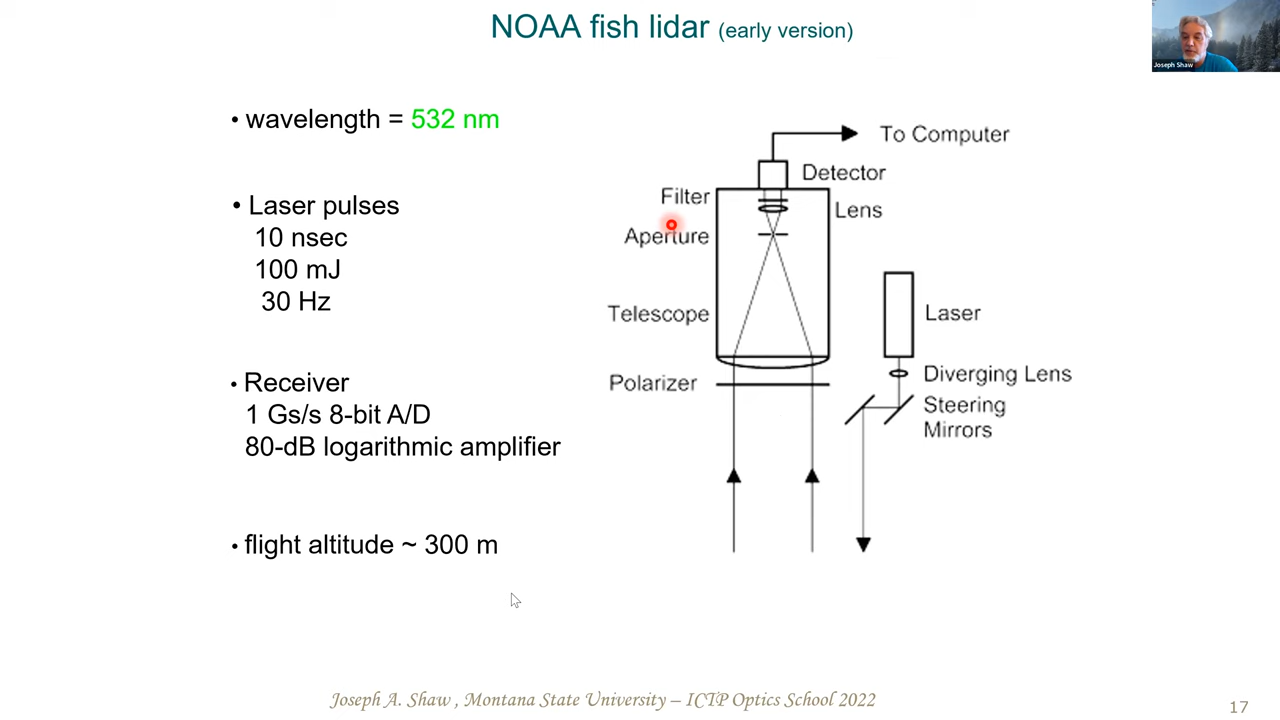 NOAA fish lidar (early version)
Joseph Shaw
• wavelength = 532 nm
• Laser pulses
10 nsec
100 mJ
30 Hz
• Receiver
1 Gs/s 8-bit A/D
80-dB logarithmic amplifier
• flight altitude ~ 300 m
To Computer
Detector
Filter
Lens
Aperture
Telescope
Laser
Polarizer
Diverging Lens
Steering
Mirrors
Joseph A. Shaw , Montana State University – ICTP Optics School 2022
17